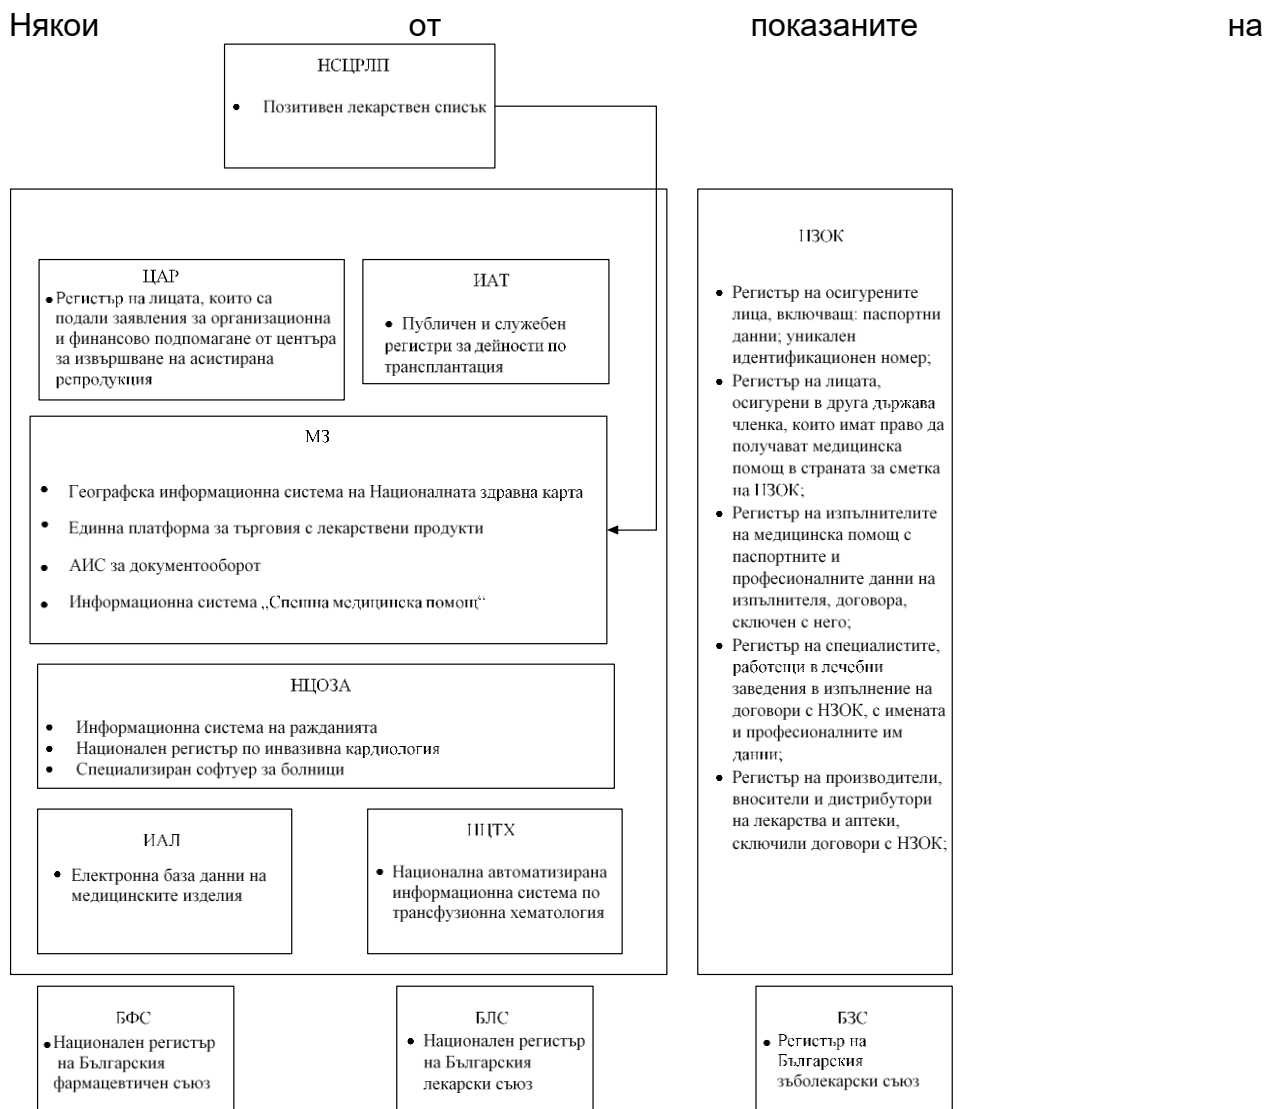 Някои от показаните на
НСЦРЛП
• Позитивен лекарствен списък
ЦАР
• Регистър на лицата, които са
подали заявления за организационна
и финансово подпомагане от центъра
за извършване на асистирана
репродукция
ИАТ
• Публичен и служебен
регистри за дейности по
трансплантация
МЗ
• Географска информационна система на Националната здравна карта
• Единна платформа за търговия с лекарствени продукти
• АИС за документооборот
• Информационна система „Спешна медицинска помощ“
НЦОЗА
• Информационна система на ражданията
• Национален регистър по инвазивна кардиология
• Специализиран софтуер за болници
ИАЛ
• Електронна база данни на
медицинските изделия
НЦТХ
• Национална автоматизирана
информационна система по
трансфузионна хематология
НЗОК
• Регистър на осигурените
лица, включващ: паспортни
данни; уникален
идентификационен номер;
• Регистър на лицата,
осигурени в друга държава
членка, които имат право да
получават медицинска
помощ в страната за сметка
на НЗОК;
• Регистър на изпълнителите
на медицинска помощ с
паспортните и
професионалните данни на
изпълнителя, договора,
сключен с него;
• Регистър на специалистите,
работещи в лечебни
заведения в изпълнение на
договори с НЗОК, с имената
и професионалните им
данни;
• Регистър на производители,
вносители и дистрибутори
на лекарства и аптеки,
сключили договори с НЗОК;
БФС
• Национален регистър
на Българския
фармацевтичен съюз
БЛС
• Национален регистър
на Българския
лекарски съюз
БЗС
• Регистър на
Българския
зъболекарски съюз